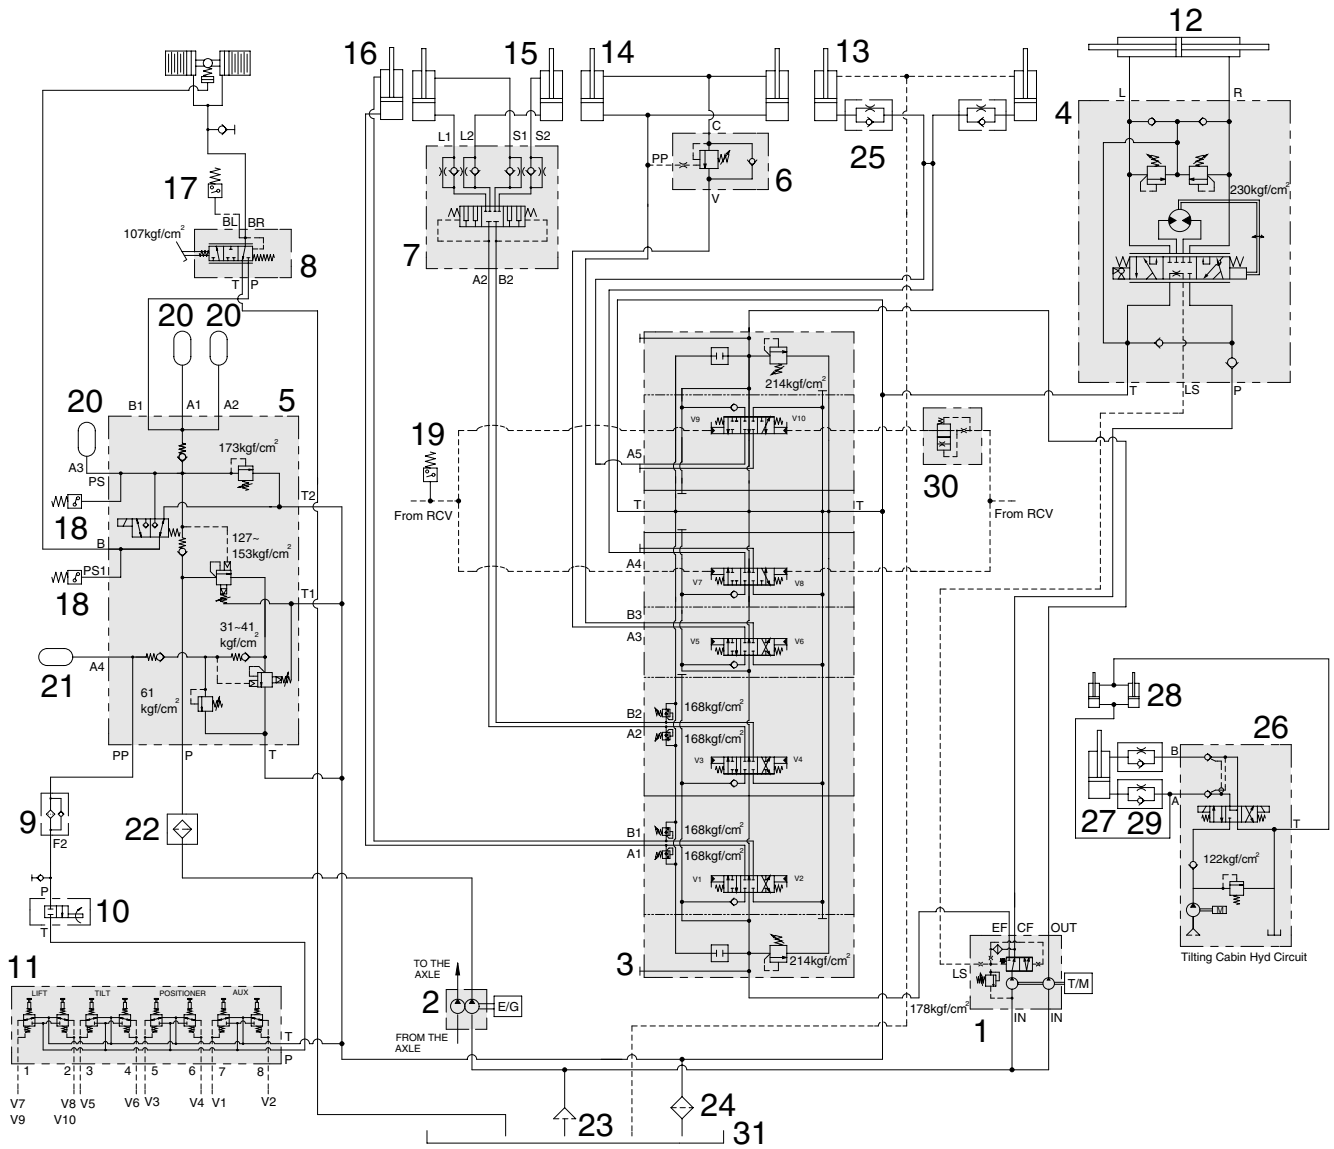 16
15
14
13
12
L
R
4
L1
L2
S1
S2
C
PP
25
6
V
230kgf/cm2
17
BL
BR
107kgf/cm2
8
7
A2
B2
T
P
20
20
T
LS
P
214kgf/cm2
20
B1
A1
A2
5
19
V9
V10
A3
PS
173kgf/cm2
A5
30
T2
18
From RCV
T
T
From RCV
B
127~
153kgf/cm2
PS1
18
T1
A4
V7
V8
31~41
kgf/cm2
B3
A3
V5
V6
21
A4
61
kgf/cm2
28
B2
168kgf/cm2
A2
168kgf/cm2
26
PP
P
T
V3
V4
B
A
9
22
27
29
T
F2
B1
168kgf/cm2
A1
168kgf/cm2
122kgf/cm2
V1
V2
P
10
T
M
EF
CF
OUT
Tilting Cabin Hyd Circuit
11
TO THE
AXLE
3
214kgf/cm2
LS
T/M
LIFT
TILT
POSITIONER
AUX
2
E/G
178kgf/cm2
1
IN
IN
T
P
FROM THE
AXLE
1
2
3
4
5
6
7
8
V7
V8
V5
V6
V3
V4
V1
V2
V9
V10
23
24
31